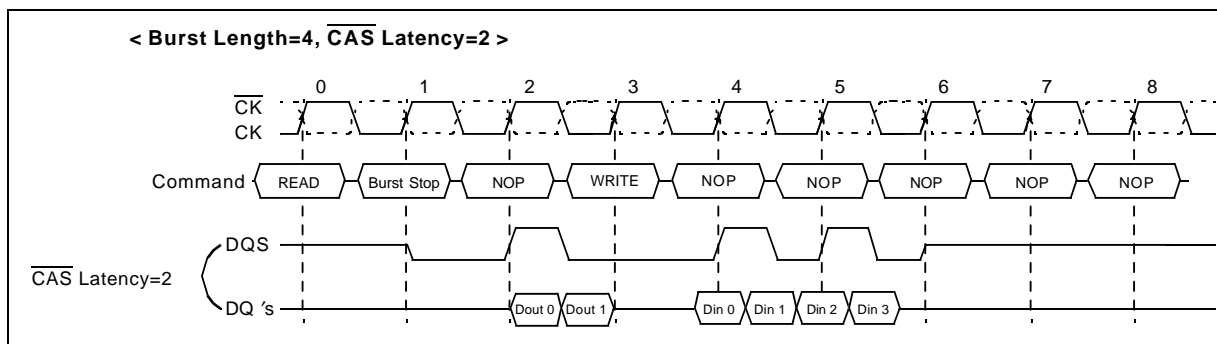 < Burst Length=4, CAS Latency=2 >
0 1 2 3 4 5 6 7 8
CK
CK
Command READ Burst Stop NOP WRITE NOP NOP NOP NOP NOP
DQS
CAS Latency=2
DQ 's Dout 0 Dout 1 Din 0 Din 1 Din 2 Din 3